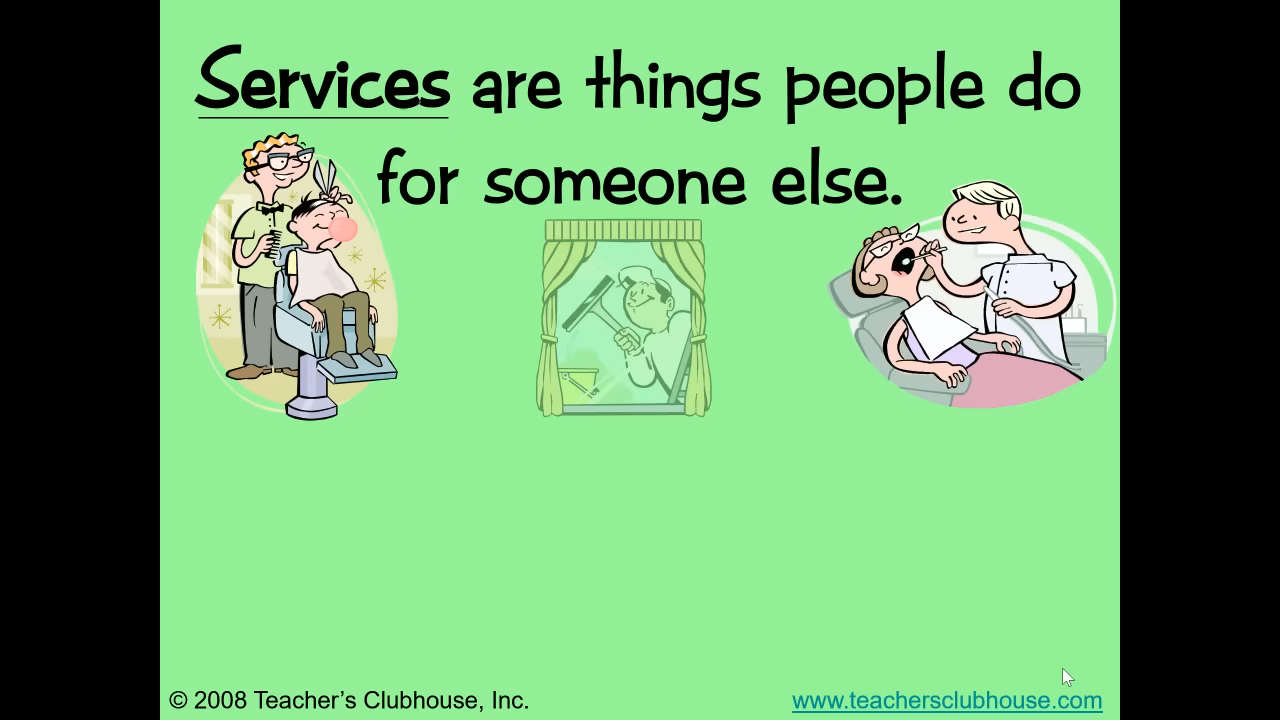 Services are things people do
for someone else.
© 2008 Teacher’s Clubhouse, Inc.
www.teachersclubhouse.com